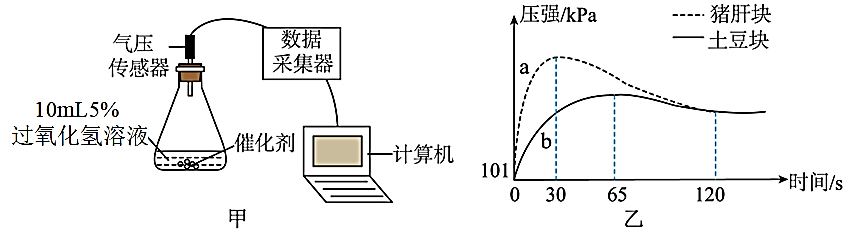 气压
传感器
数据
采集器
10mL5%
过氧化氢溶液
催化剂
计算机
甲
压强/kPa
猪肝块
土豆块
a
b
101
0 30 65 120 时间/s
乙